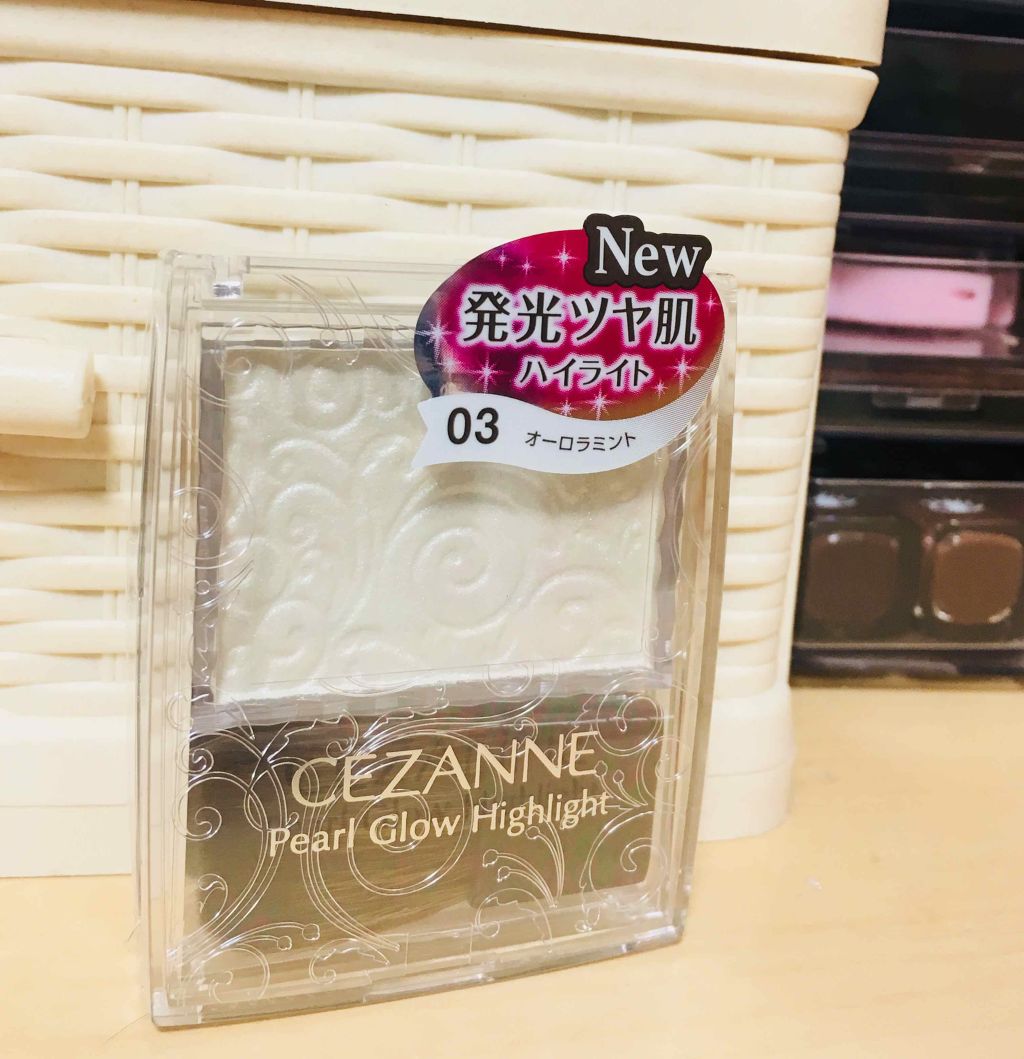 New
発光ツヤ肌
ハイライト
03 オーロラミント
CEZANNE
Pearl Glow Highlight